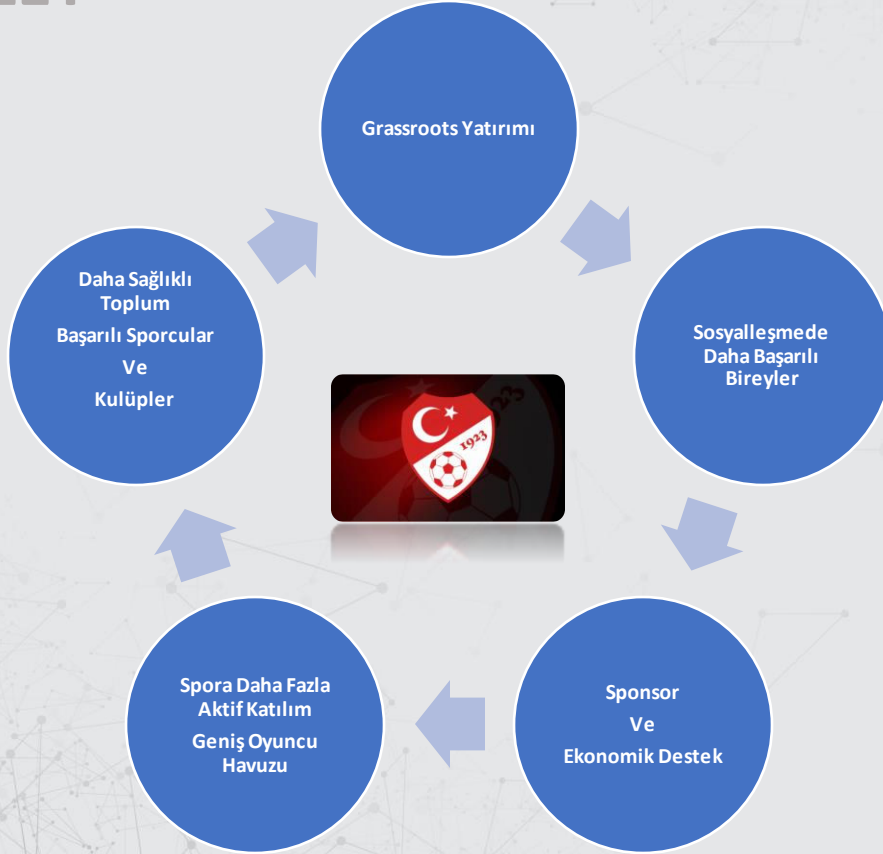 Grassroots Yatırımı
Sosyalleşmede
Daha Başarılı
Bireyler
Sponsor
Ve
Ekonomik Destek
Spora Daha Fazla
Aktif Katılım
Geniş Oyuncu
Havuzu
Daha Sağlıklı
Toplum
Başarılı Sporcular
Ve
Kulüpler
1923